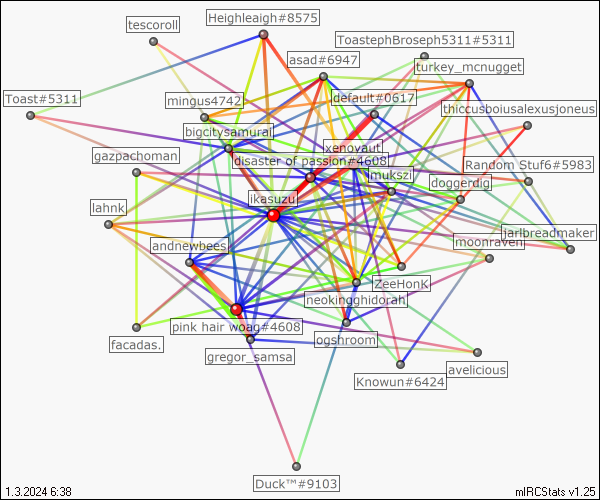 Heighleaigh#8575
tescoroll
ToastephBroseph5311#5311
asad#6947
turkey_mcnugget
Toast#5311
mingus4742
default#0617
thiccusboiusalexusjoneus
bigcitysamurai
xenovaut
gazpachoman
disaster of passion#4608
Random Stuf6#5983
mukszi
doggerdig
ikasuzu
lahnk
jarlbreadmaker
moonraven
andnewbees
ZeeHonK
neokingghidorah
pink hair woag#4608
ogshroom
facadas.
gregor_samsa
avelicious
Knowun#6424
Duck™#9103
1.3.2024 6:38
mIRCStats v1.25